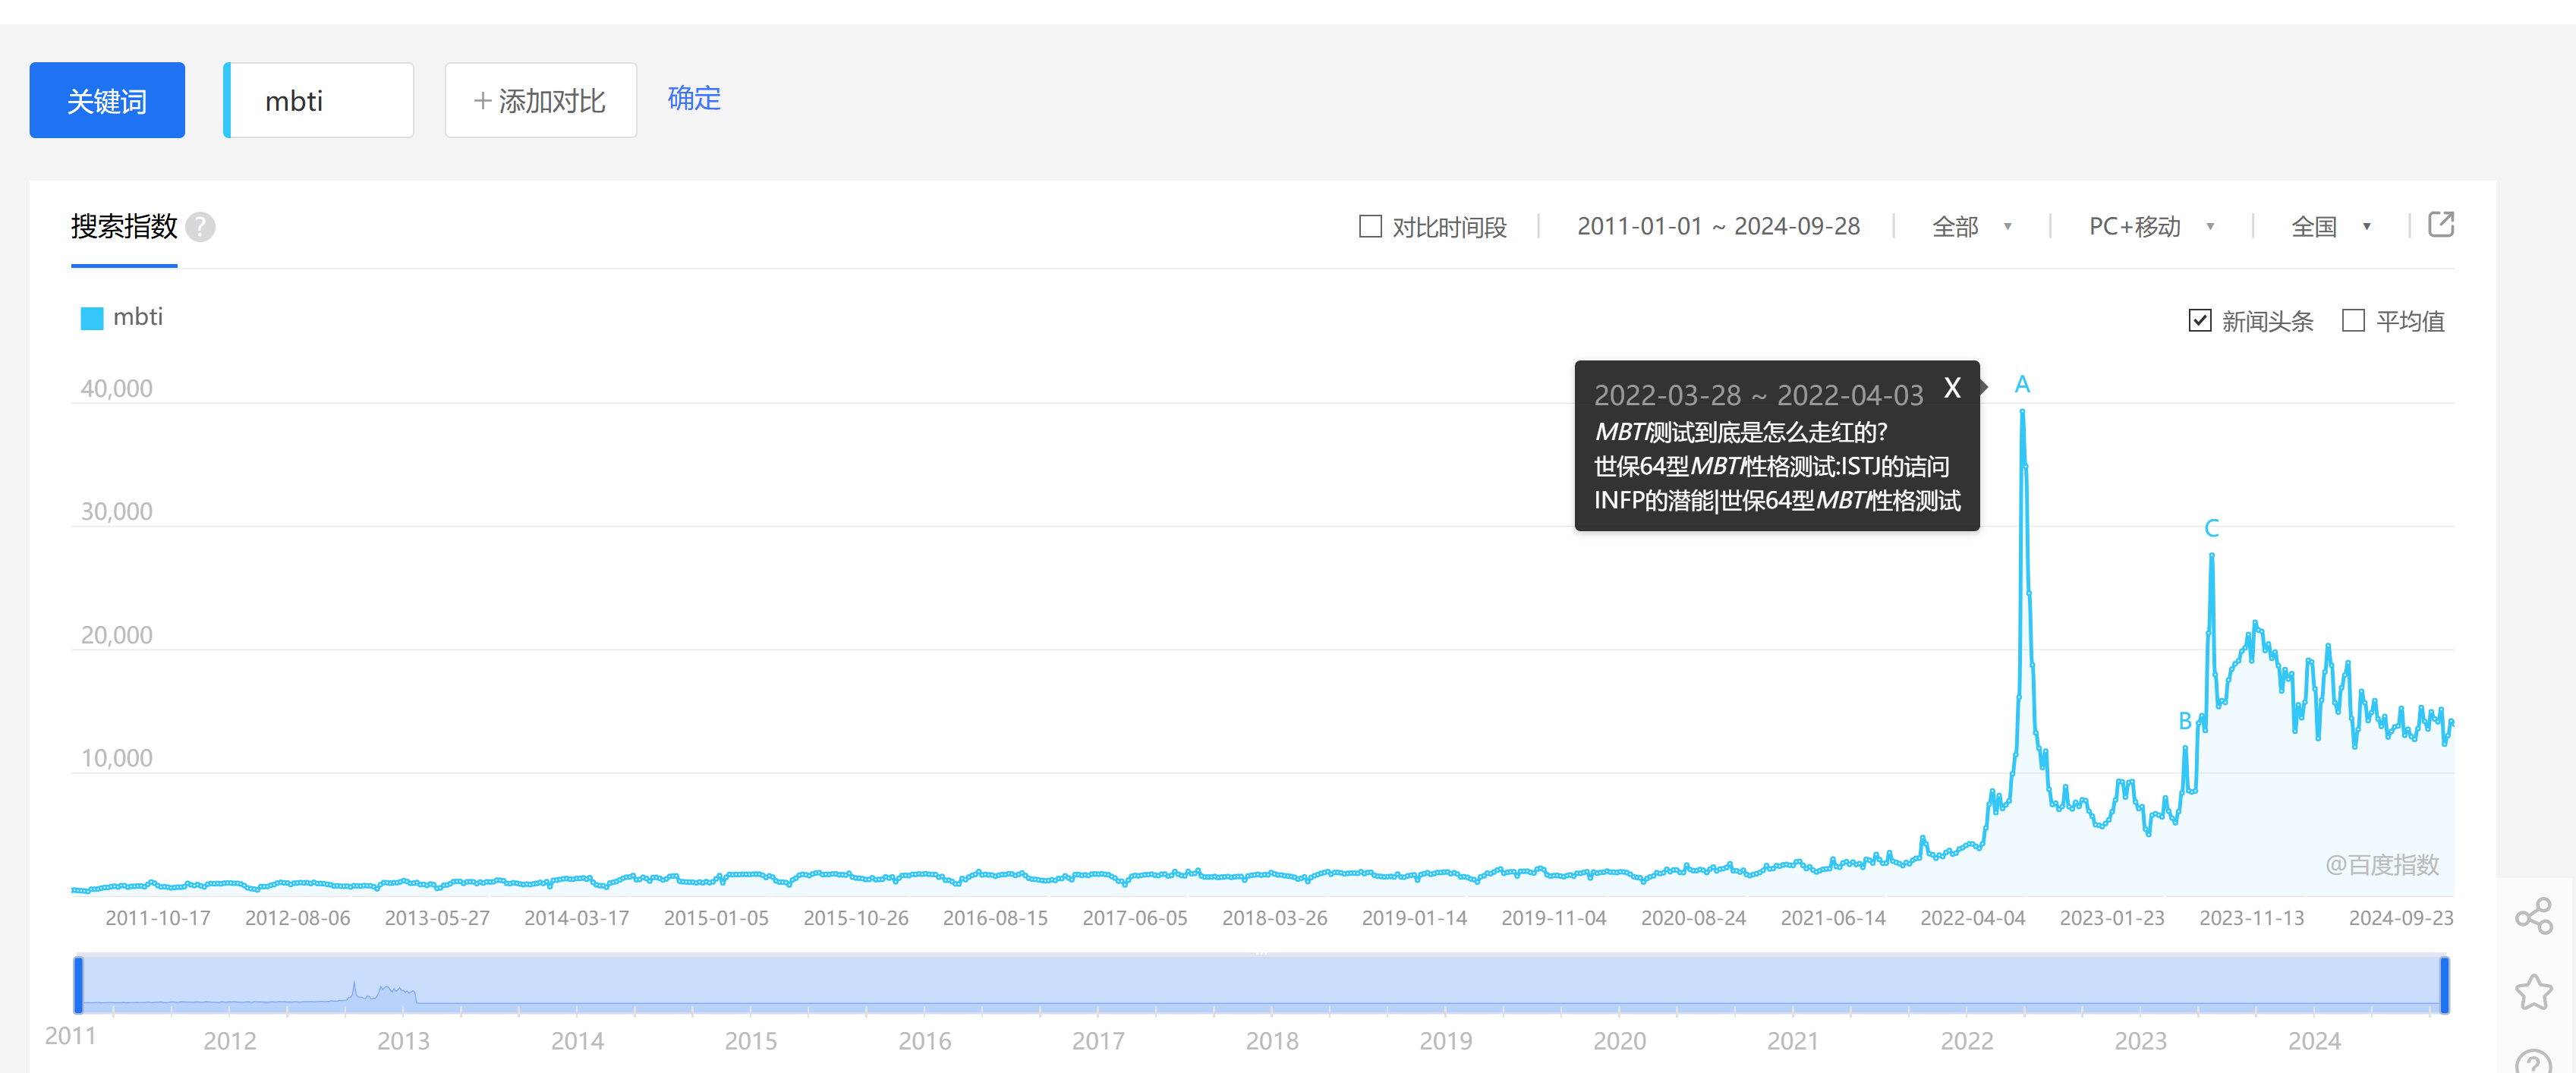 关键词 mbti + 添加对比 确定
搜索指数 ? 对比时间段 2011-01-01 ~ 2024-09-28 全部 PC+移动 全国
mbti 新闻头条 平均值
40,000
30,000
20,000
10,000
2022-03-28 ~ 2022-04-03 X
MBTI测试到底是怎么走红的?
世保64型MBTI性格测试:ISTJ的诘问
INFP的潜能|世保64型MBTI性格测试
A
C
B
@百度指数
2011-10-17 2012-08-06 2013-05-27 2014-03-17 2015-01-05 2015-10-26 2016-08-15 2017-06-05 2018-03-26 2019-01-14 2019-11-04 2020-08-24 2021-06-14 2022-04-04 2023-01-23 2023-11-13 2024-09-23
2011 2012 2013 2014 2015 2016 2017 2018 2019 2020 2021 2022 2023 2024
?